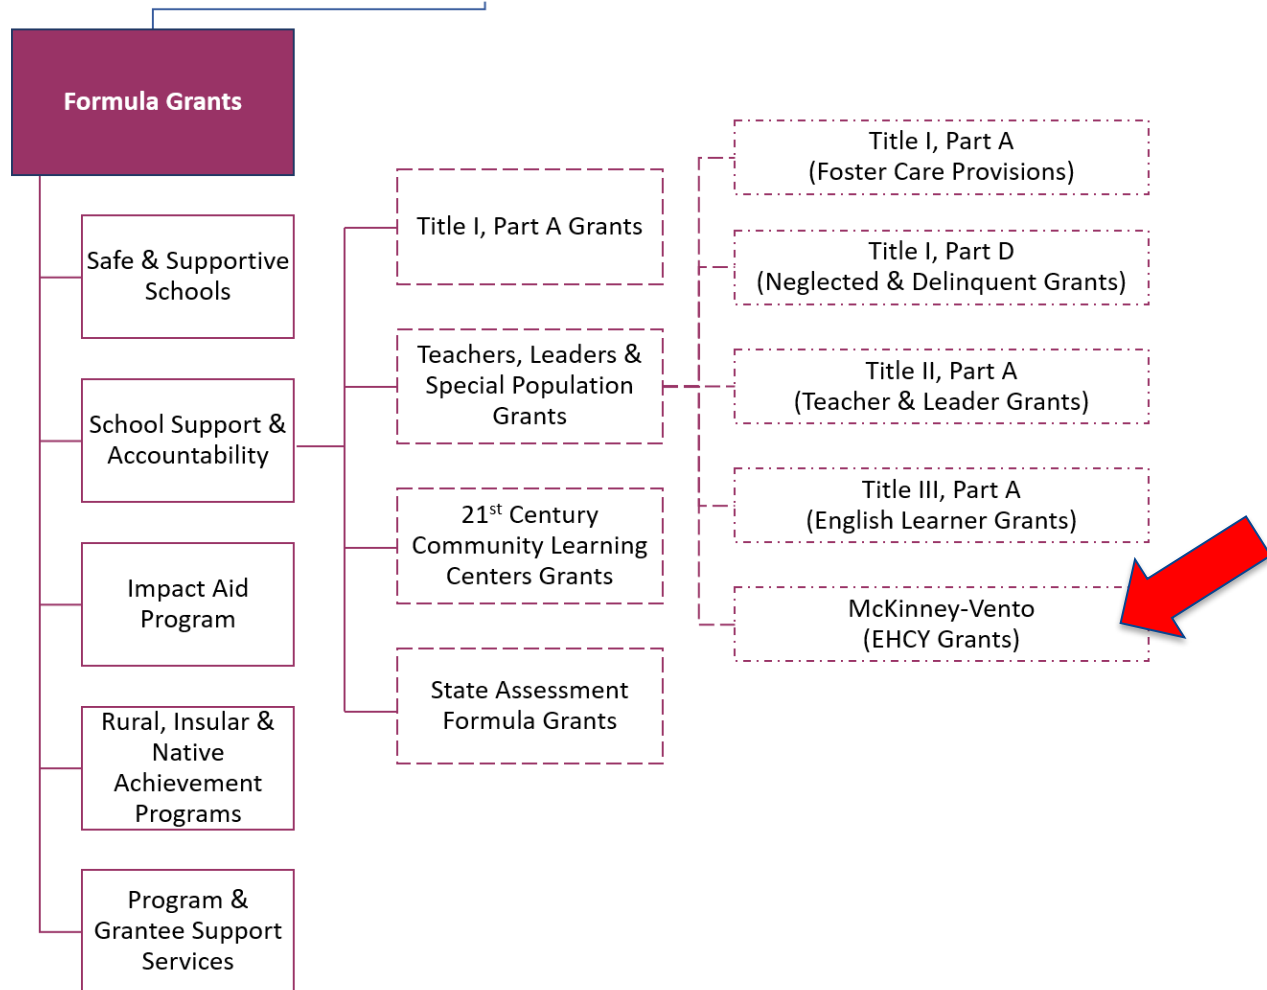 Formula Grants
Safe & Supportive
Schools
School Support &
Accountability
Impact Aid
Program
Rural, Insular &
Native
Achievement
Programs
Program &
Grantee Support
Services
Title I, Part A Grants
Teachers, Leaders &
Special Population
Grants
21st Century
Community Learning
Centers Grants
State Assessment
Formula Grants
Title I, Part A
(Foster Care Provisions)
Title I, Part D
(Neglected & Delinquent Grants)
Title II, Part A
(Teacher & Leader Grants)
Title III, Part A
(English Learner Grants)
McKinney-Vento
(EHCY Grants)